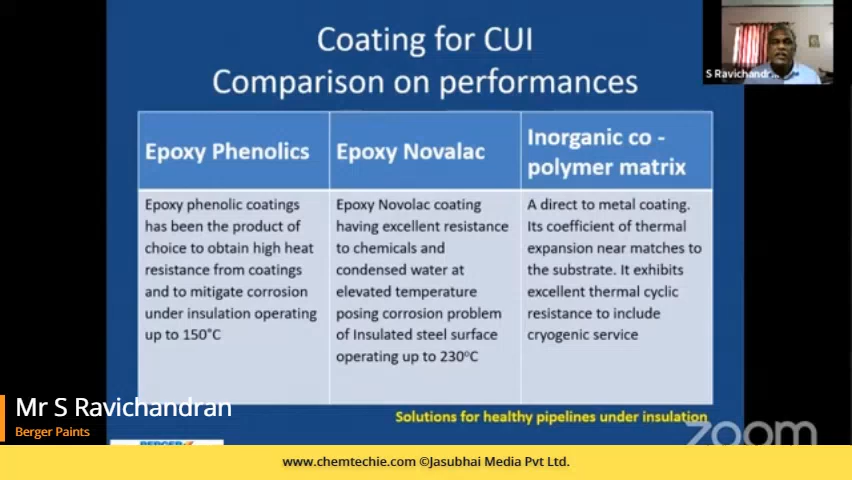 Coating for CUI
Comparison on performances
S Ravichandran
Epoxy Phenolics
Epoxy Novalac
Inorganic co -
polymer matrix
Epoxy phenolic coatings
has been the product of
choice to obtain high heat
resistance from coatings
and to mitigate corrosion
under insulation operating
up to 150°C
Epoxy Novolac coating
having excellent resistance
to chemicals and
condensed water at
elevated temperature
posing corrosion problem
of Insulated steel surface
operating up to 230°C
A direct to metal coating.
Its coefficient of thermal
expansion near matches to
the substrate. It exhibits
excellent thermal cyclic
resistance to include
cryogenic service
Solutions for healthy pipelines under insulation
zoom
Mr S Ravichandran
Berger Paints
BERGER
www.chemtechie.com ©Jasubhai Media Pvt Ltd.